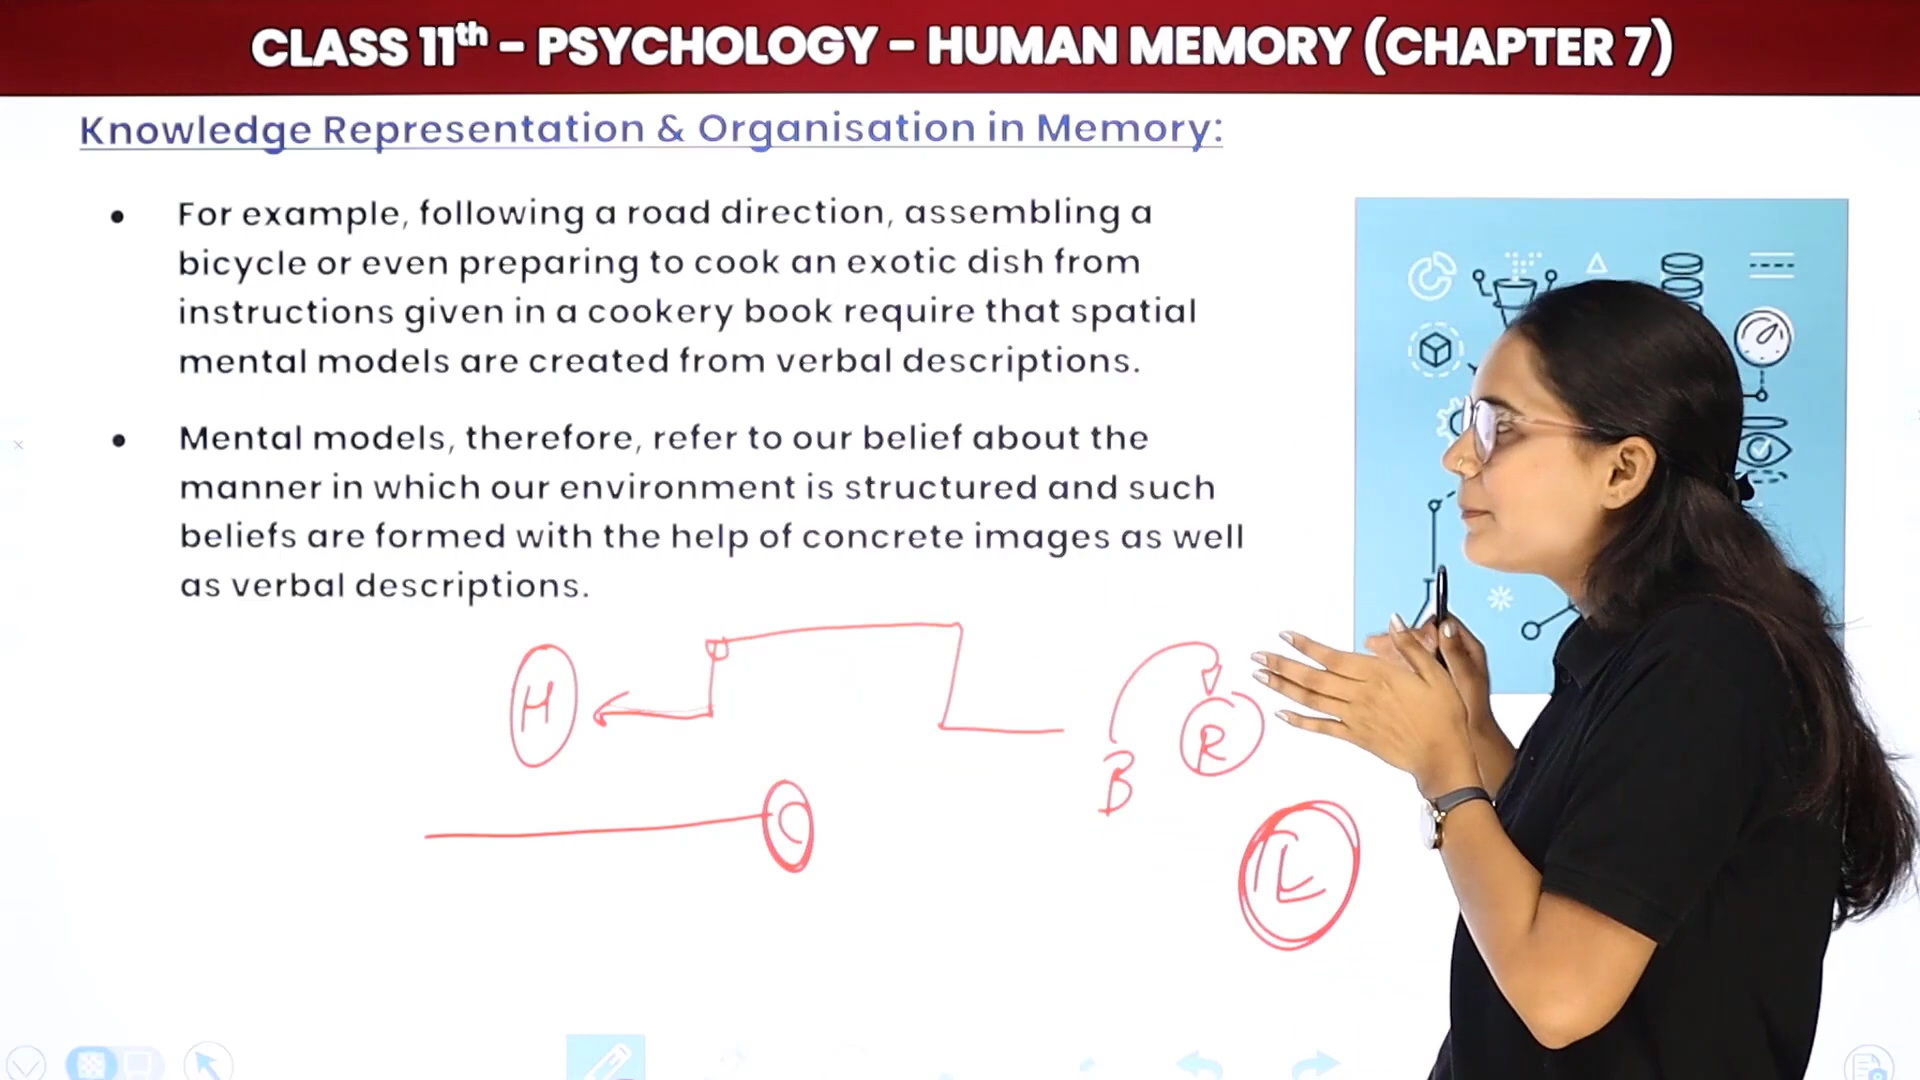 CLASS 11th – PSYCHOLOGY – HUMAN MEMORY (CHAPTER 7)
Knowledge Representation & Organisation in Memory:
• For example, following a road direction, assembling a
bicycle or even preparing to cook an exotic dish from
instructions given in a cookery book require that spatial
mental models are created from verbal descriptions.
• Mental models, therefore, refer to our belief about the
manner in which our environment is structured and such
beliefs are formed with the help of concrete images as well
as verbal descriptions.
H
R
B
C